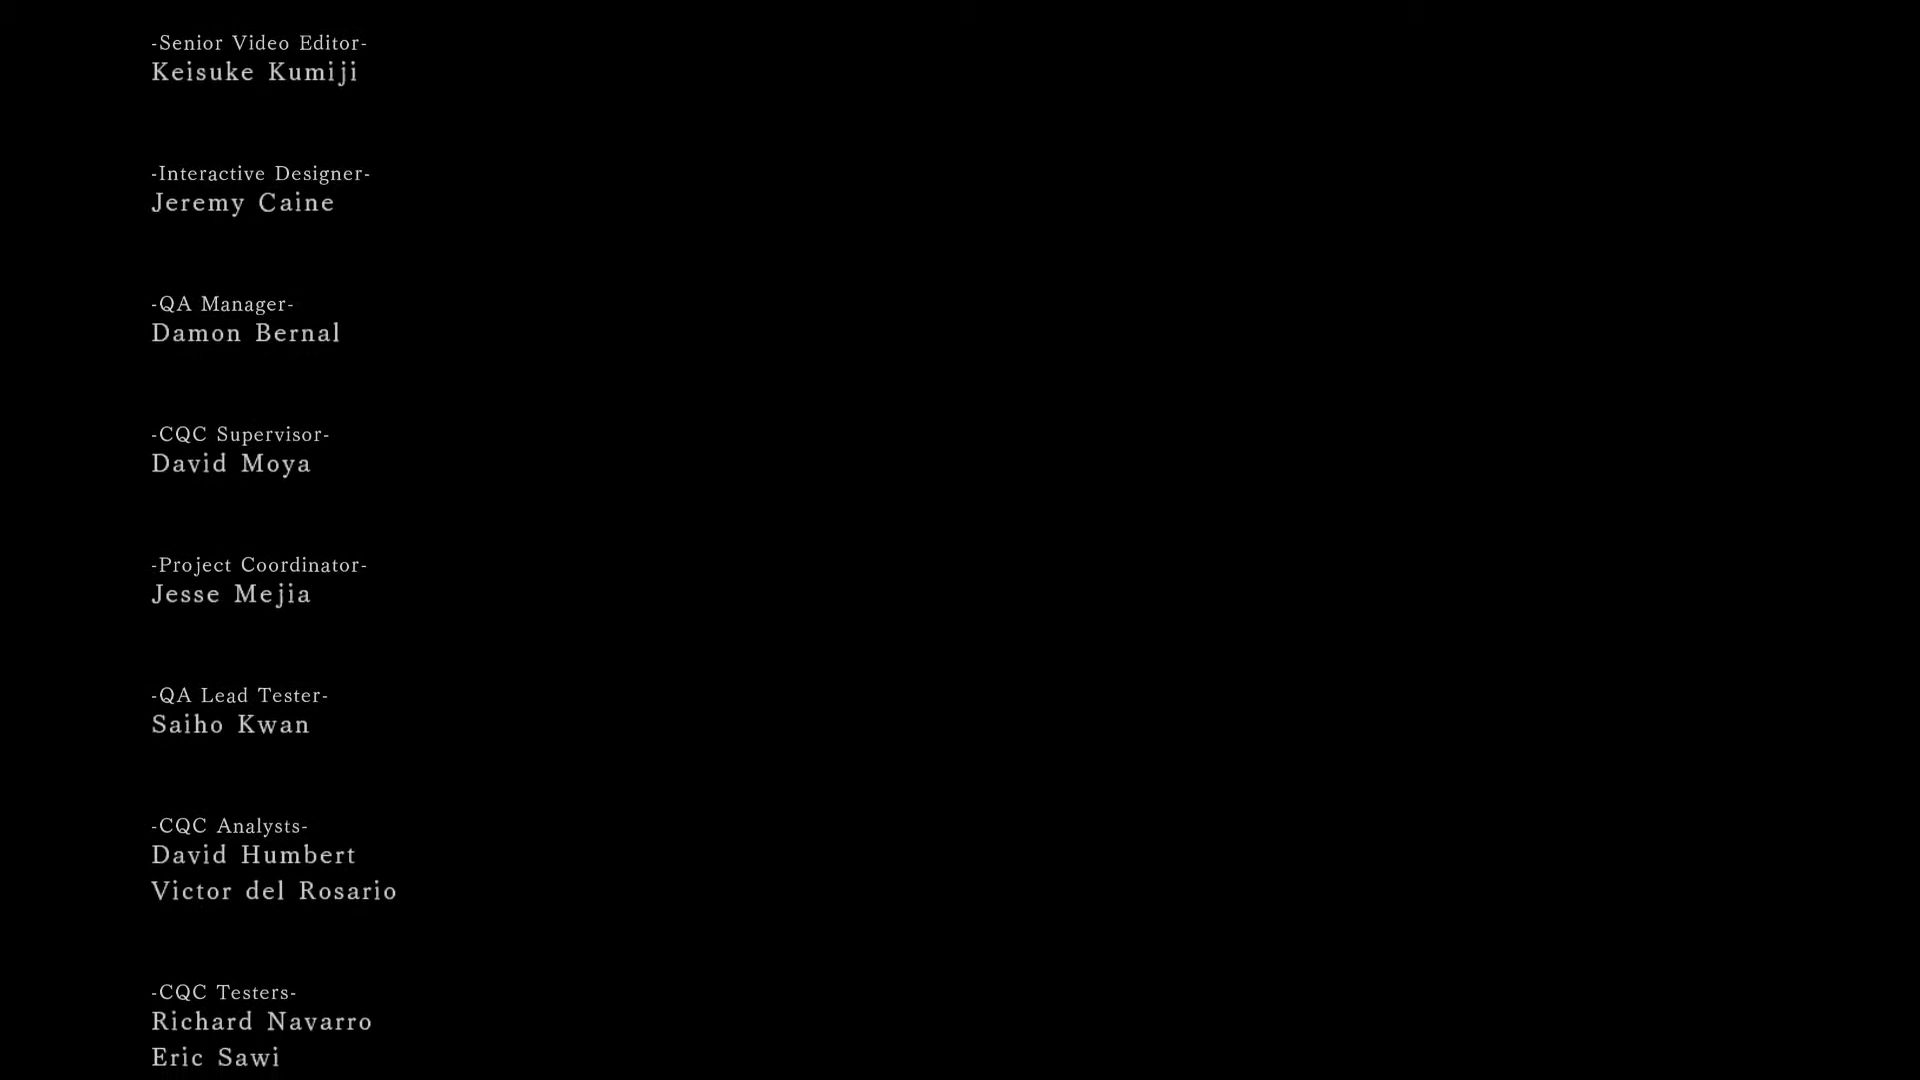 -Senior Video Editor-
Keisuke Kumiji
-Interactive Designer-
Jeremy Caine
-QA Manager-
Damon Bernal
-CQC Supervisor-
David Moya
-Project Coordinator-
Jesse Mejia
-QA Lead Tester-
Saiho Kwan
-CQC Analysts-
David Humbert
Victor del Rosario
-CQC Testers-
Richard Navarro
Eric Sawi